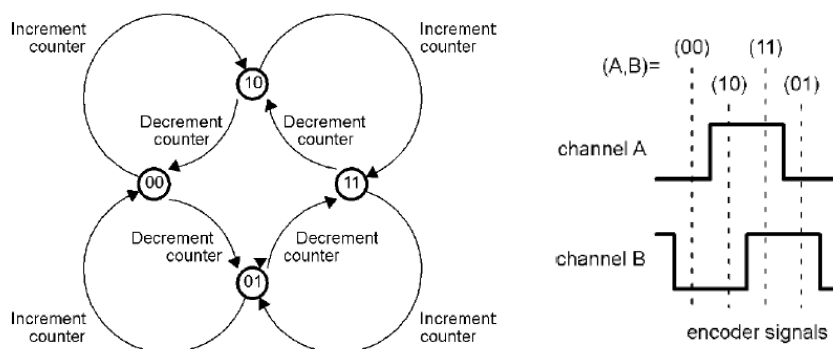 Increment
counter
Increment
counter
10
Decrement
counter
Decrement
counter
00
11
Decrement
counter
Decrement
counter
01
Increment
counter
Increment
counter
(A,B)=
(00)
(11)
(10)
(01)
channel A
channel B
encoder signals